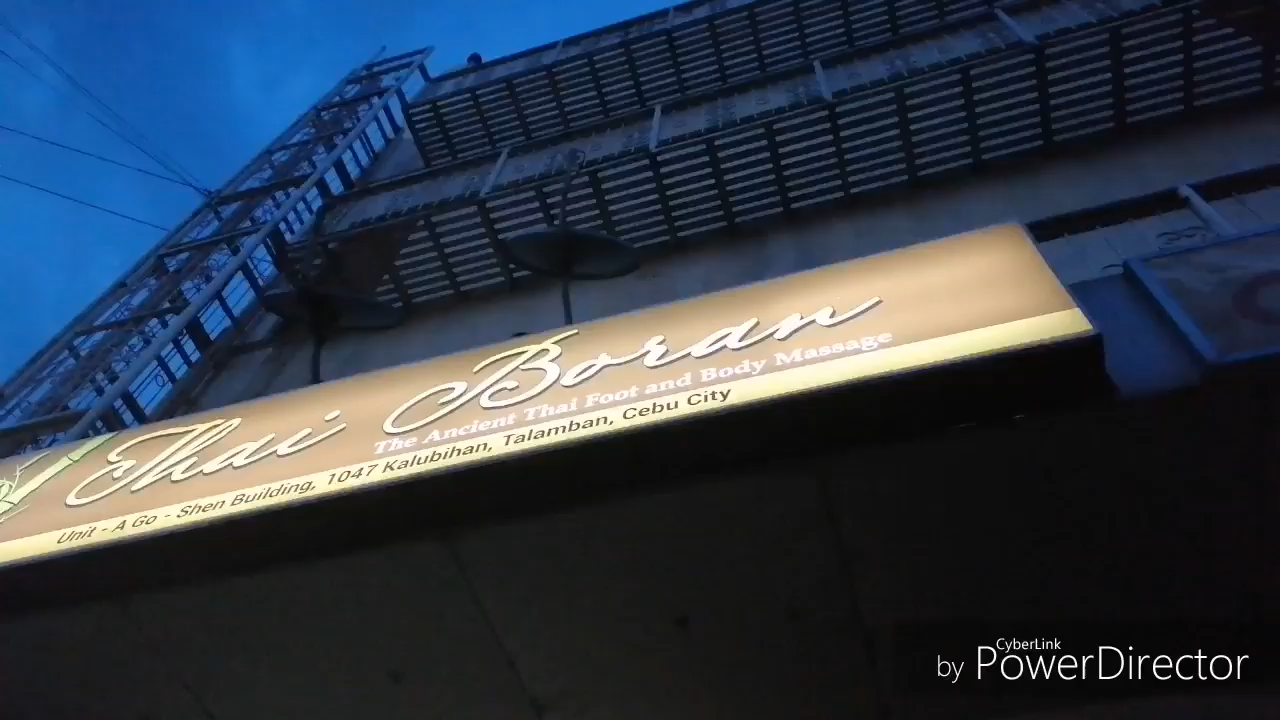 Thai Boran
The Ancient Thai Foot and Body Massage
Unit - A Go - Shen Building, 1047 Kalubihan, Talamban, Cebu City
by CyberLink PowerDirector